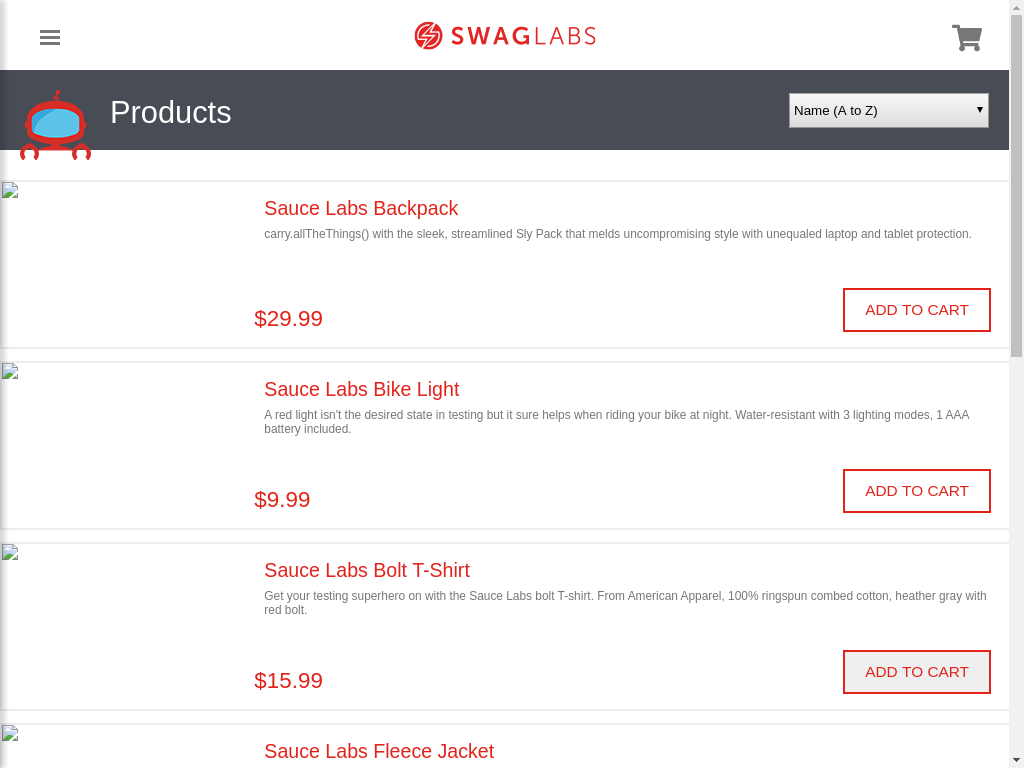 SWAGLABS
Products
Name (A to Z)
Sauce Labs Backpack
carry.allTheThings() with the sleek, streamlined Sly Pack that melds uncompromising style with unequaled laptop and tablet protection.
$29.99
ADD TO CART
Sauce Labs Bike Light
A red light isn't the desired state in testing but it sure helps when riding your bike at night. Water-resistant with 3 lighting modes, 1 AAA
battery included.
$9.99
ADD TO CART
Sauce Labs Bolt T-Shirt
Get your testing superhero on with the Sauce Labs bolt T-shirt. From American Apparel, 100% ringspun combed cotton, heather gray with
red bolt.
$15.99
ADD TO CART
Sauce Labs Fleece Jacket